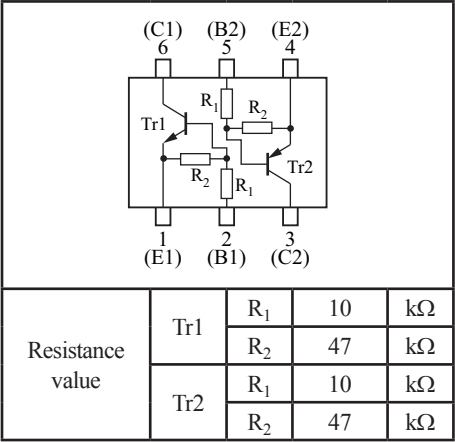 (C1) (B2) (E2)
6 5 4
R1
R2
Tr1
Tr2
R2
R1
1 2 3
(E1) (B1) (C2)
Resistance value
Tr1
R1 10 kΩ
R2 47 kΩ
Tr2
R1 10 kΩ
R2 47 kΩ